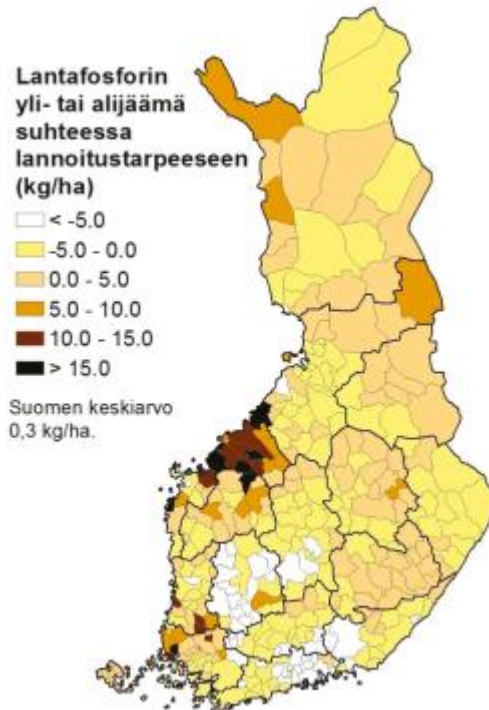 Lantafosforin
yli- tai alijäämä
suhteessa
lannoitustarpeeseen
(kg/ha)
< -5.0
-5.0 - 0.0
0.0 - 5.0
5.0 - 10.0
10.0 - 15.0
> 15.0
Suomen keskiarvo
0,3 kg/ha.